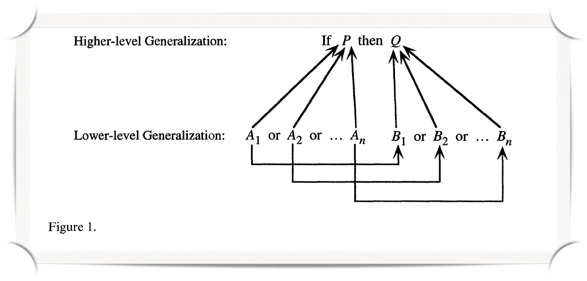 Higher-level Generalization: If P then Q
Lower-level Generalization: A1 or A2 or ... An B1 or B2 or ... Bn
Figure 1.